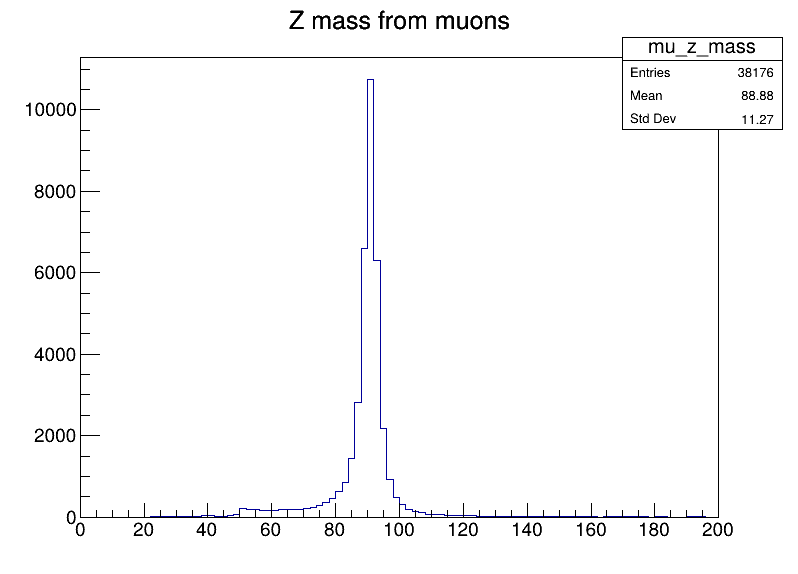 Z mass from muons
mu_z_mass
Entries 38176
Mean 88.88
Std Dev 11.27
10000
8000
6000
4000
2000
0
0 20 40 60 80 100 120 140 160 180 200